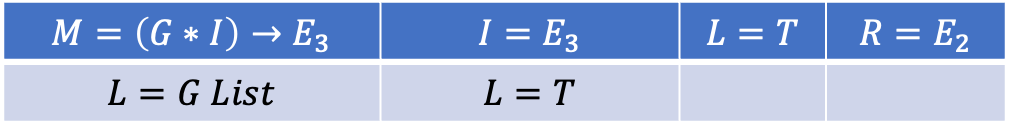 M = (G * I) → E₃ I = E₃ L = T R = E₂
L = G List L = T